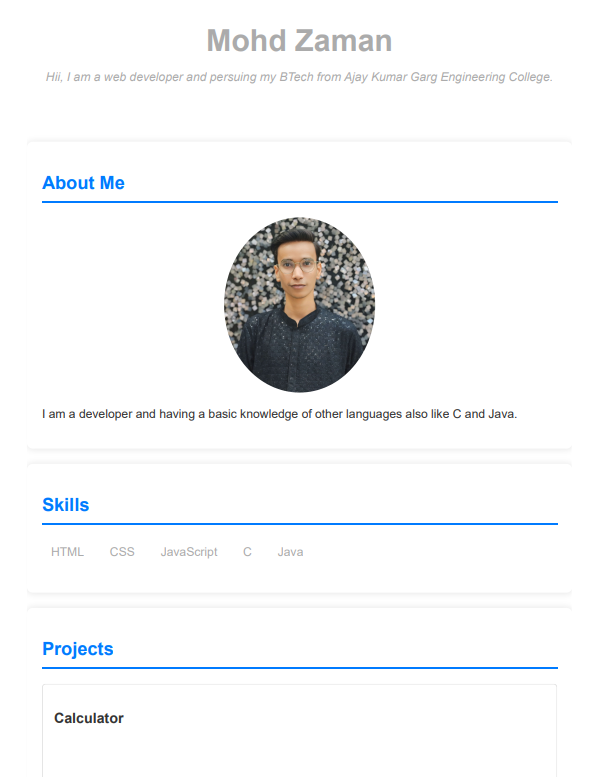 Mohd Zaman
Hii, I am a web developer and persuing my BTech from Ajay Kumar Garg Engineering College.
About Me
I am a developer and having a basic knowledge of other languages also like C and Java.
Skills
HTML CSS JavaScript C Java
Projects
Calculator